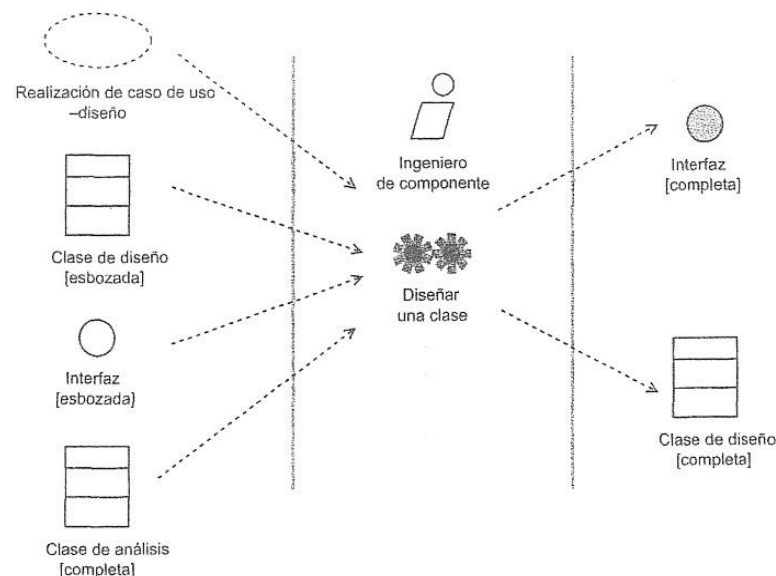 Realización de caso de uso
–diseño
Clase de diseño
[esbozada]
Interfaz
[esbozada]
Clase de análisis
[completa]
Ingeniero
de componente
Diseñar
una clase
Interfaz
[completa]
Clase de diseño
[completa]